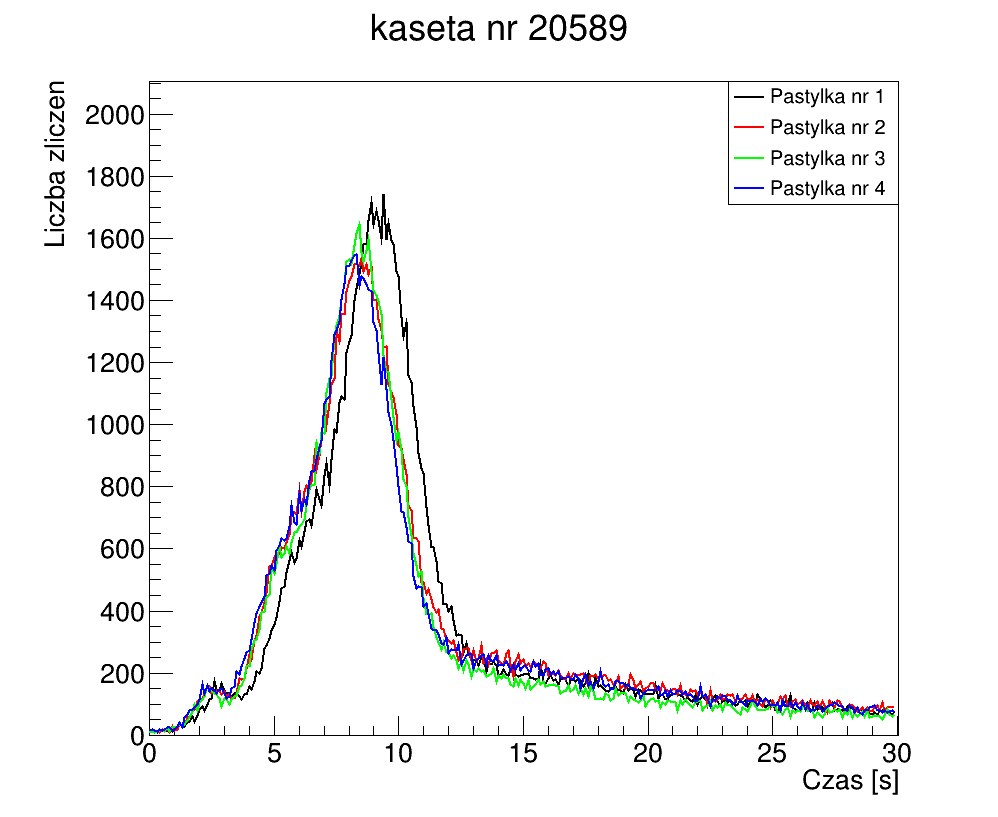 kaseta nr 20589
Liczba zliczen
Pastylka nr 1
Pastylka nr 2
Pastylka nr 3
Pastylka nr 4
2000
1800
1600
1400
1200
1000
800
600
400
200
0
0 5 10 15 20 25 30
Czas [s]